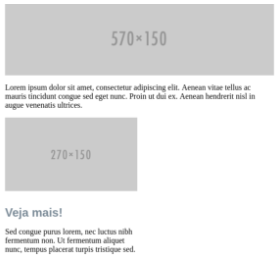 570×150
Lorem ipsum dolor sit amet, consectetur adipiscing elit. Aenean vitae tellus ac
mauris tincidunt congue sed eget nunc. Proin ut dui ex. Aenean hendrerit nisl in
augue venenatis ultrices.
270×150
Veja mais!
Sed congue purus lorem, nec luctus nibh
fermentum non. Ut fermentum aliquet
nunc, tempus placerat turpis tristique sed.